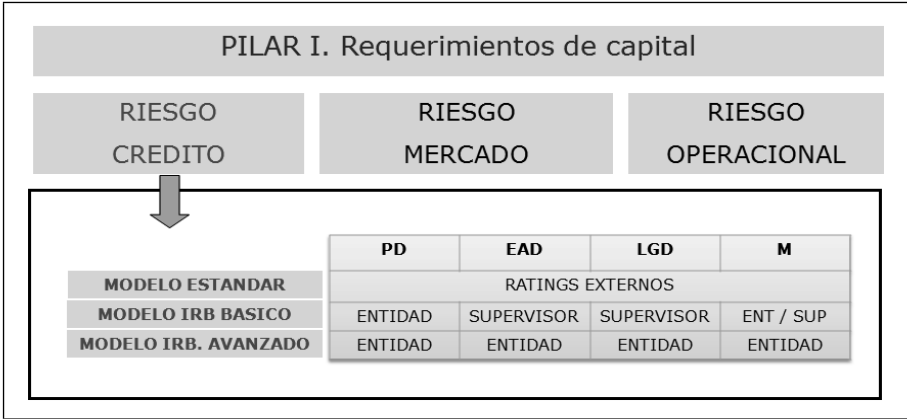 PILAR I. Requerimientos de capital
RIESGO
CREDITO
RIESGO
MERCADO
RIESGO
OPERACIONAL
PD EAD LGD M
MODELO ESTANDAR RATINGS EXTERNOS
MODELO IRB BASICO ENTIDAD SUPERVISOR SUPERVISOR ENT / SUP
MODELO IRB. AVANZADO ENTIDAD ENTIDAD ENTIDAD ENTIDAD